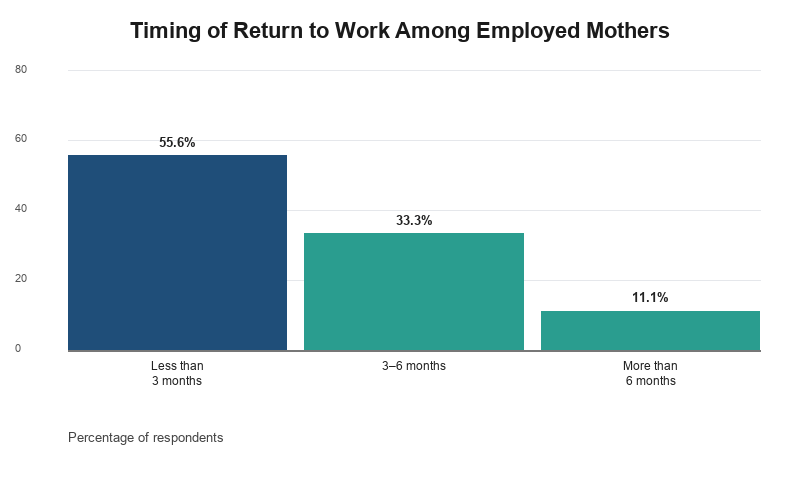 Timing of Return to Work Among Employed Mothers
80
60
40
20
0
55.6%
33.3%
11.1%
Less than
3 months
3–6 months
More than
6 months
Percentage of respondents